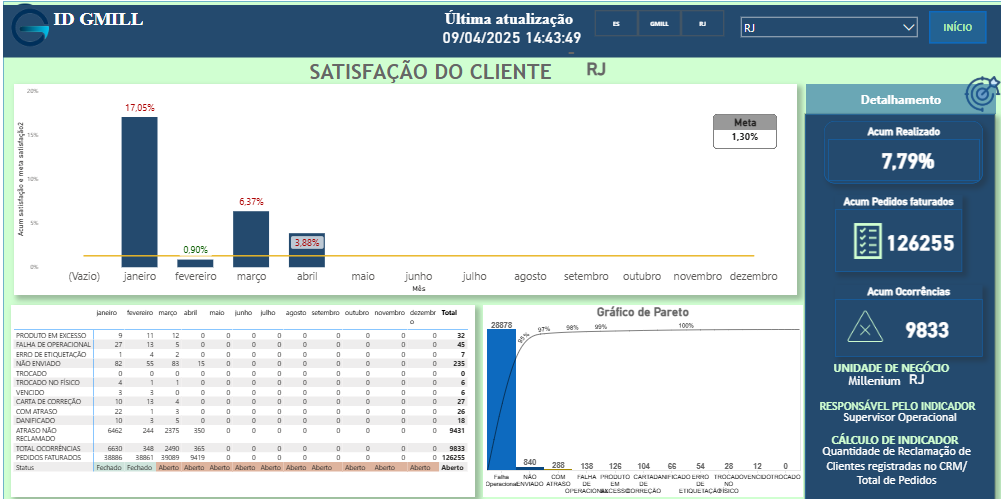 ID GMILL
Última atualização
09/04/2025 14:43:49
ES GMILL RJ
RJ
INÍCIO
SATISFAÇÃO DO CLIENTE RJ
20%
15%
10%
5%
0%
Acum satisfação e meta satisfação2
17,05%
0,90%
6,37%
3,88%
Meta
1,30%
(Vazio) janeiro fevereiro março abril maio junho julho agosto setembro outubro novembro dezembro
Mês
Detalhamento
Acum Realizado
7,79%
Acum Pedidos faturados
126255
Acum Ocorrências
9833
UNIDADE DE NEGÓCIO
Millenium RJ
RESPONSÁVEL PELO INDICADOR
Supervisor Operacional
CÁLCULO DE INDICADOR
Quantidade de Reclamação de
Clientes registradas no CRM/
Total de Pedidos
janeiro fevereiro março abril maio junho julho agosto setembro outubro novembro dezembr Total
o
PRODUTO EM EXCESSO 9 11 12 0 0 0 0 0 0 0 0 0 32
FALHA DE OPERACIONAL 27 13 5 0 0 0 0 0 0 0 0 0 45
ERRO DE ETIQUETAÇÃO 1 4 2 0 0 0 0 0 0 0 0 0 7
NÃO ENVIADO 82 55 83 15 0 0 0 0 0 0 0 0 235
TROCADO 0 0 0 0 0 0 0 0 0 0 0 0 0
TROCADO NO FÍSICO 4 1 1 0 0 0 0 0 0 0 0 0 6
VENCIDO 3 3 0 0 0 0 0 0 0 0 0 0 6
CARTA DE CORREÇÃO 10 13 4 0 0 0 0 0 0 0 0 0 27
COM ATRASO 22 1 3 0 0 0 0 0 0 0 0 0 26
DANIFICADO 10 3 5 0 0 0 0 0 0 0 0 0 18
ATRASO NÃO 6462 244 2375 350 0 0 0 0 0 0 0 0 9431
RECLAMADO
TOTAL OCORRÊNCIAS 6630 348 2490 365 0 0 0 0 0 0 0 0 9833
PEDIDOS FATURADOS 38886 38861 39089 9419 0 0 0 0 0 0 0 0 126255
Status Fechado Fechado Aberto Aberto Aberto Aberto Aberto Aberto Aberto Aberto Aberto Aberto Aberto
Gráfico de Pareto
28878 95% 97% 98% 99% 100%
840 288 138 126 104 66 54 28 12 0
Falha NÃO COM FALHA PRODUTO CARTA DANIFICADO ERRO TROCADO VENCIDO TROCADO
Operacional ENVIADO ATRASO DE EM DE DE NO
OPERACIONAL EXCESSO CORREÇÃO ETIQUETAÇÃO FÍSICO